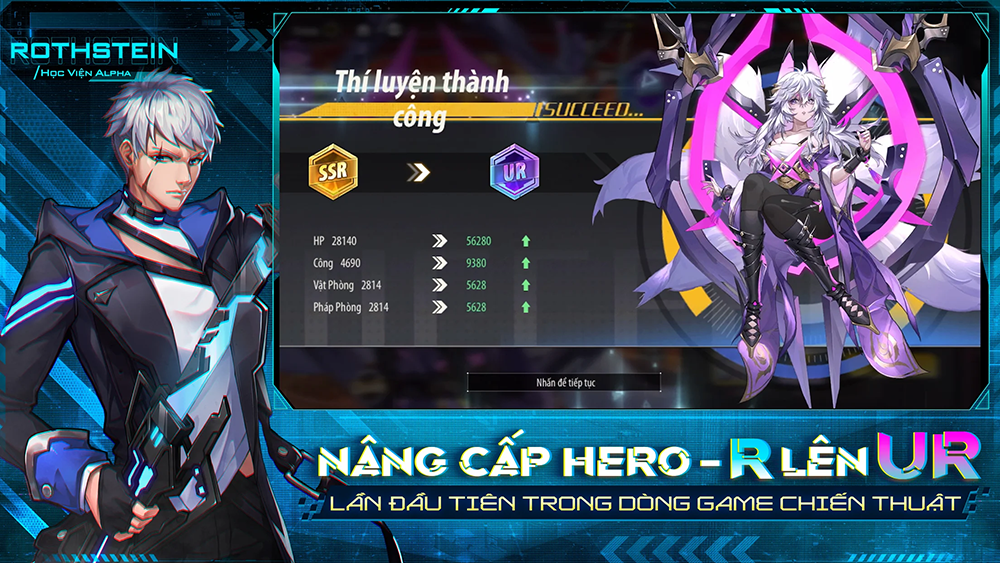 ROTHSTEIN
/Học Viện Alpha
Thí luyện thành
công
SUCCEED...
SSR
UR
HP 28140 56280
Công 4690 9380
Vật Phòng 2814 5628
Pháp Phòng 2814 5628
Nhấn để tiếp tục
NÂNG CẤP HERO - R LÊN UR
LẦN ĐẦU TIÊN TRONG DÒNG GAME CHIẾN THUẬT